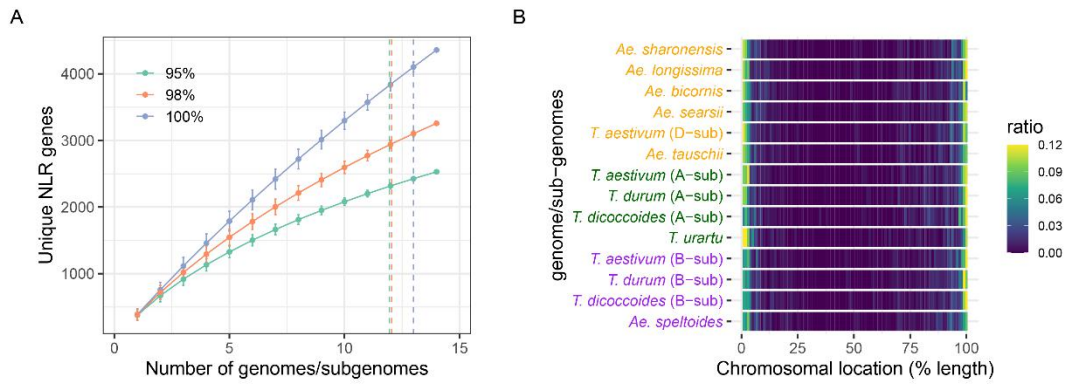 A
Unique NLR genes
4000
3000
2000
1000
95%
98%
100%
0
5
10
15
Number of genomes/subgenomes
B
genome/sub−genomes
Ae. sharonensis
Ae. longissima
Ae. bicornis
Ae. searsii
T. aestivum (D−sub)
Ae. tauschii
T. aestivum (A−sub)
T. durum (A−sub)
T. dicoccoides (A−sub)
T. urartu
T. aestivum (B−sub)
T. durum (B−sub)
T. dicoccoides (B−sub)
Ae. speltoides
0
25
50
75
100
Chromosomal location (% length)
ratio
0.12
0.09
0.06
0.03
0.00